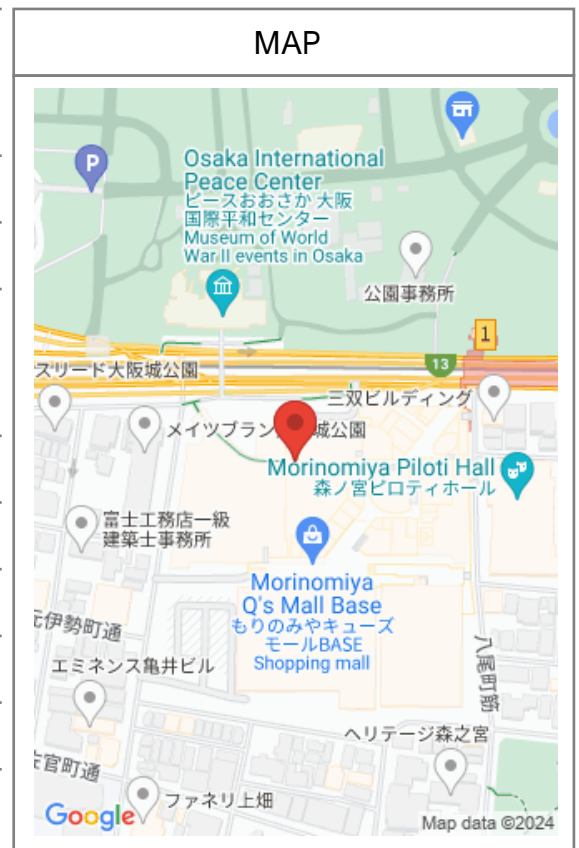 MAP
P
Osaka International
Peace Center
ピースおおさか 大阪
国際平和センター
Museum of World
War II events in Osaka
公園事務所
1
13
スリード大阪城公園
三双ビルディング
メイツブラン
城公園
Morinomiya Piloti Hall
森ノ宮ピロティホール
富士工務店一級
建築士事務所
Morinomiya
Q's Mall Base
もりのみやキューズ
モールBASE
Shopping mall
元伊勢町通
八尾町筋
エミネンス亀井ビル
ヘリテージ森之宮
左官町通
ファネリ上畑
Google
Map data ©2024